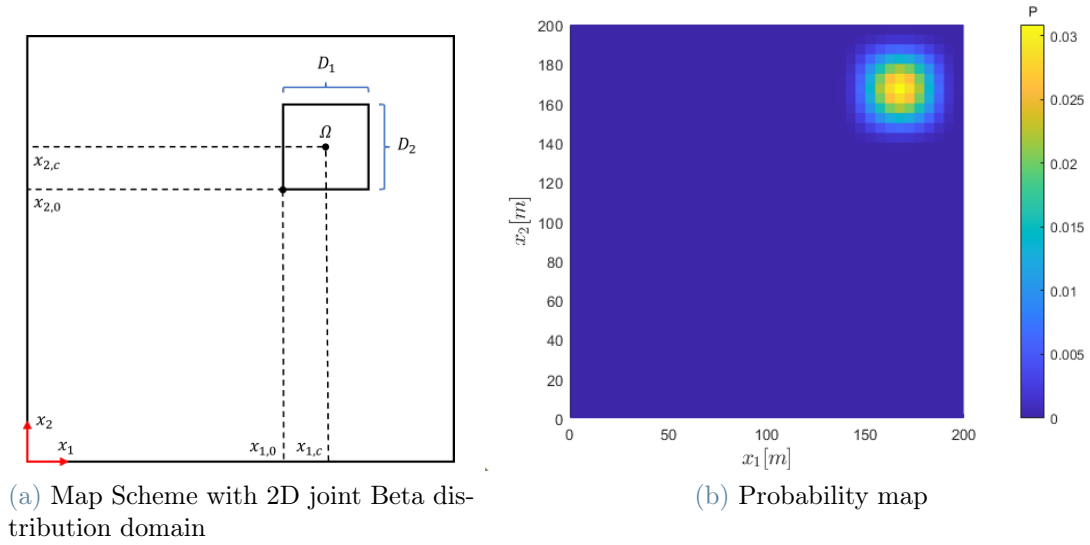 D₁
Ω
D₂
x₂,c
x₂,₀
x₂
x₁
x₁,₀
x₁,c
(a) Map Scheme with 2D joint Beta dis-
tribution domain
P
200
180
160
140
120
100
80
60
40
20
0
x₂[m]
0
50
100
150
200
x₁[m]
0.03
0.025
0.02
0.015
0.01
0.005
0
(b) Probability map